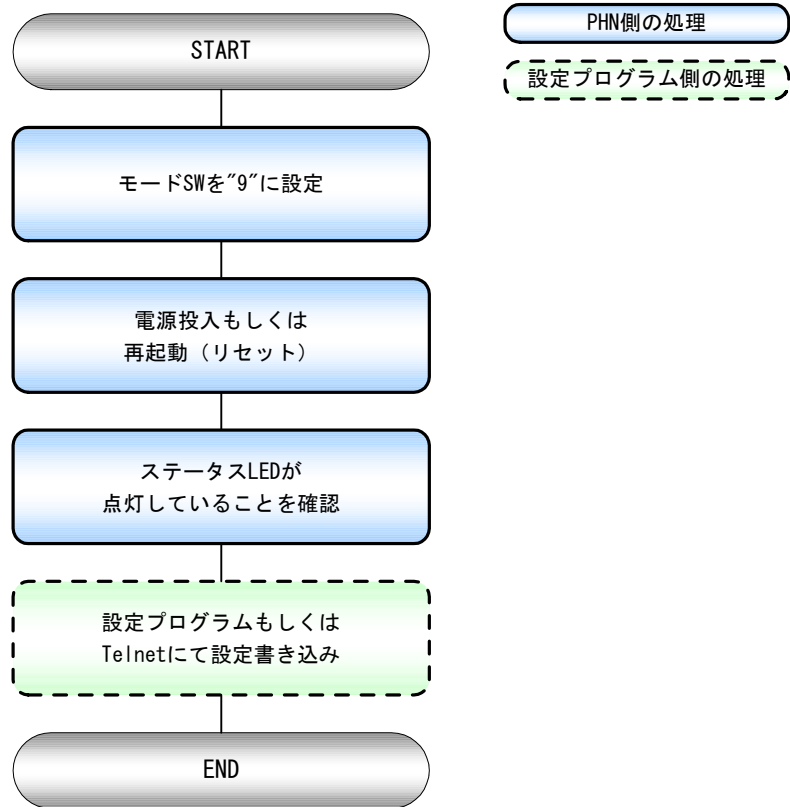 START
PHN側の処理
設定プログラム側の処理
モードSWを"9"に設定
電源投入もしくは
再起動（リセット）
ステータスLEDが
点灯していることを確認
設定プログラムもしくは
Telnetにて設定書き込み
END